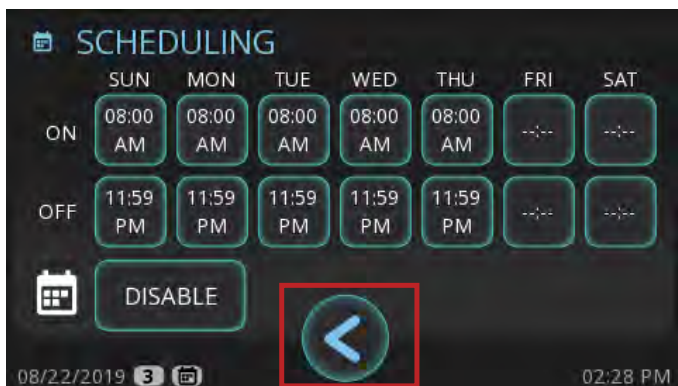 SCHEDULING
SUN MON TUE WED THU FRI SAT
ON 08:00 AM 08:00 AM 08:00 AM 08:00 AM 08:00 AM --:-- --:--
OFF 11:59 PM 11:59 PM 11:59 PM 11:59 PM 11:59 PM --:-- --:--
DISABLE
<
08/22/2019 3 02:28 PM